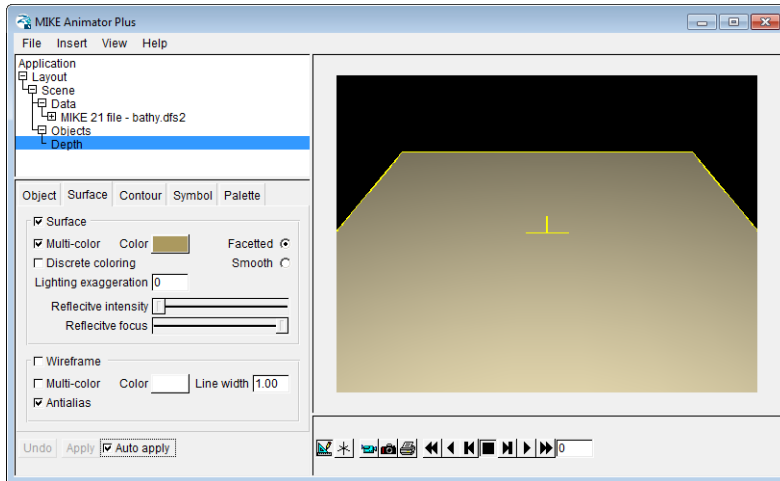 MIKE Animator Plus
File Insert View Help
Application
Layout
Scene
Data
MIKE 21 file - bathy.dfs2
Objects
Depth
Object Surface Contour Symbol Palette
Surface
Multi-color Color Facetted
Discrete coloring Smooth
Lighting exaggeration 0
Reflecitve intensity
Reflecitve focus
Wireframe
Multi-color Color Line width 1.00
Antialias
Undo Apply Auto apply 0